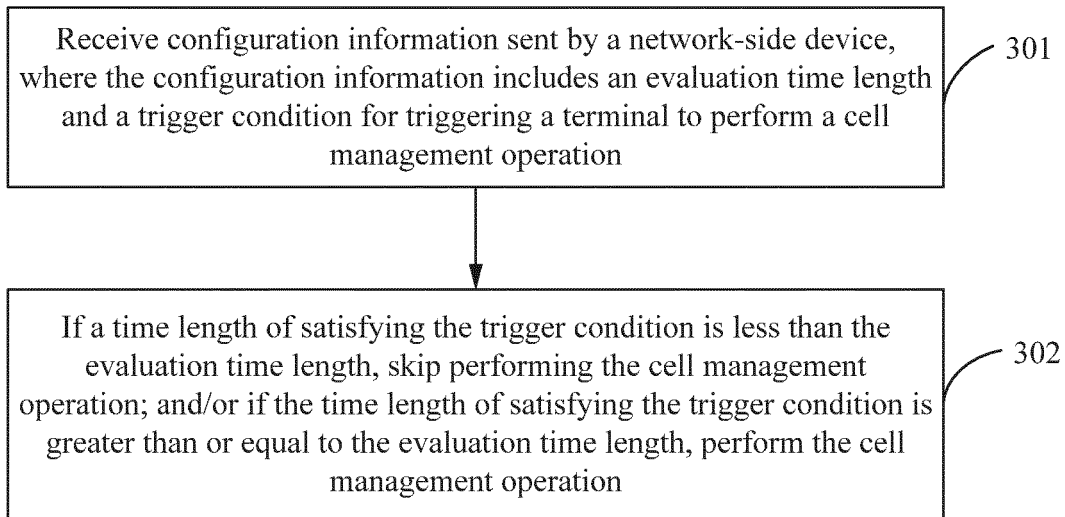 Receive configuration information sent by a network-side device,
where the configuration information includes an evaluation time length
and a trigger condition for triggering a terminal to perform a cell
management operation
301
If a time length of satisfying the trigger condition is less than the
evaluation time length, skip performing the cell management
operation; and/or if the time length of satisfying the trigger condition is
greater than or equal to the evaluation time length, perform the cell
management operation
302